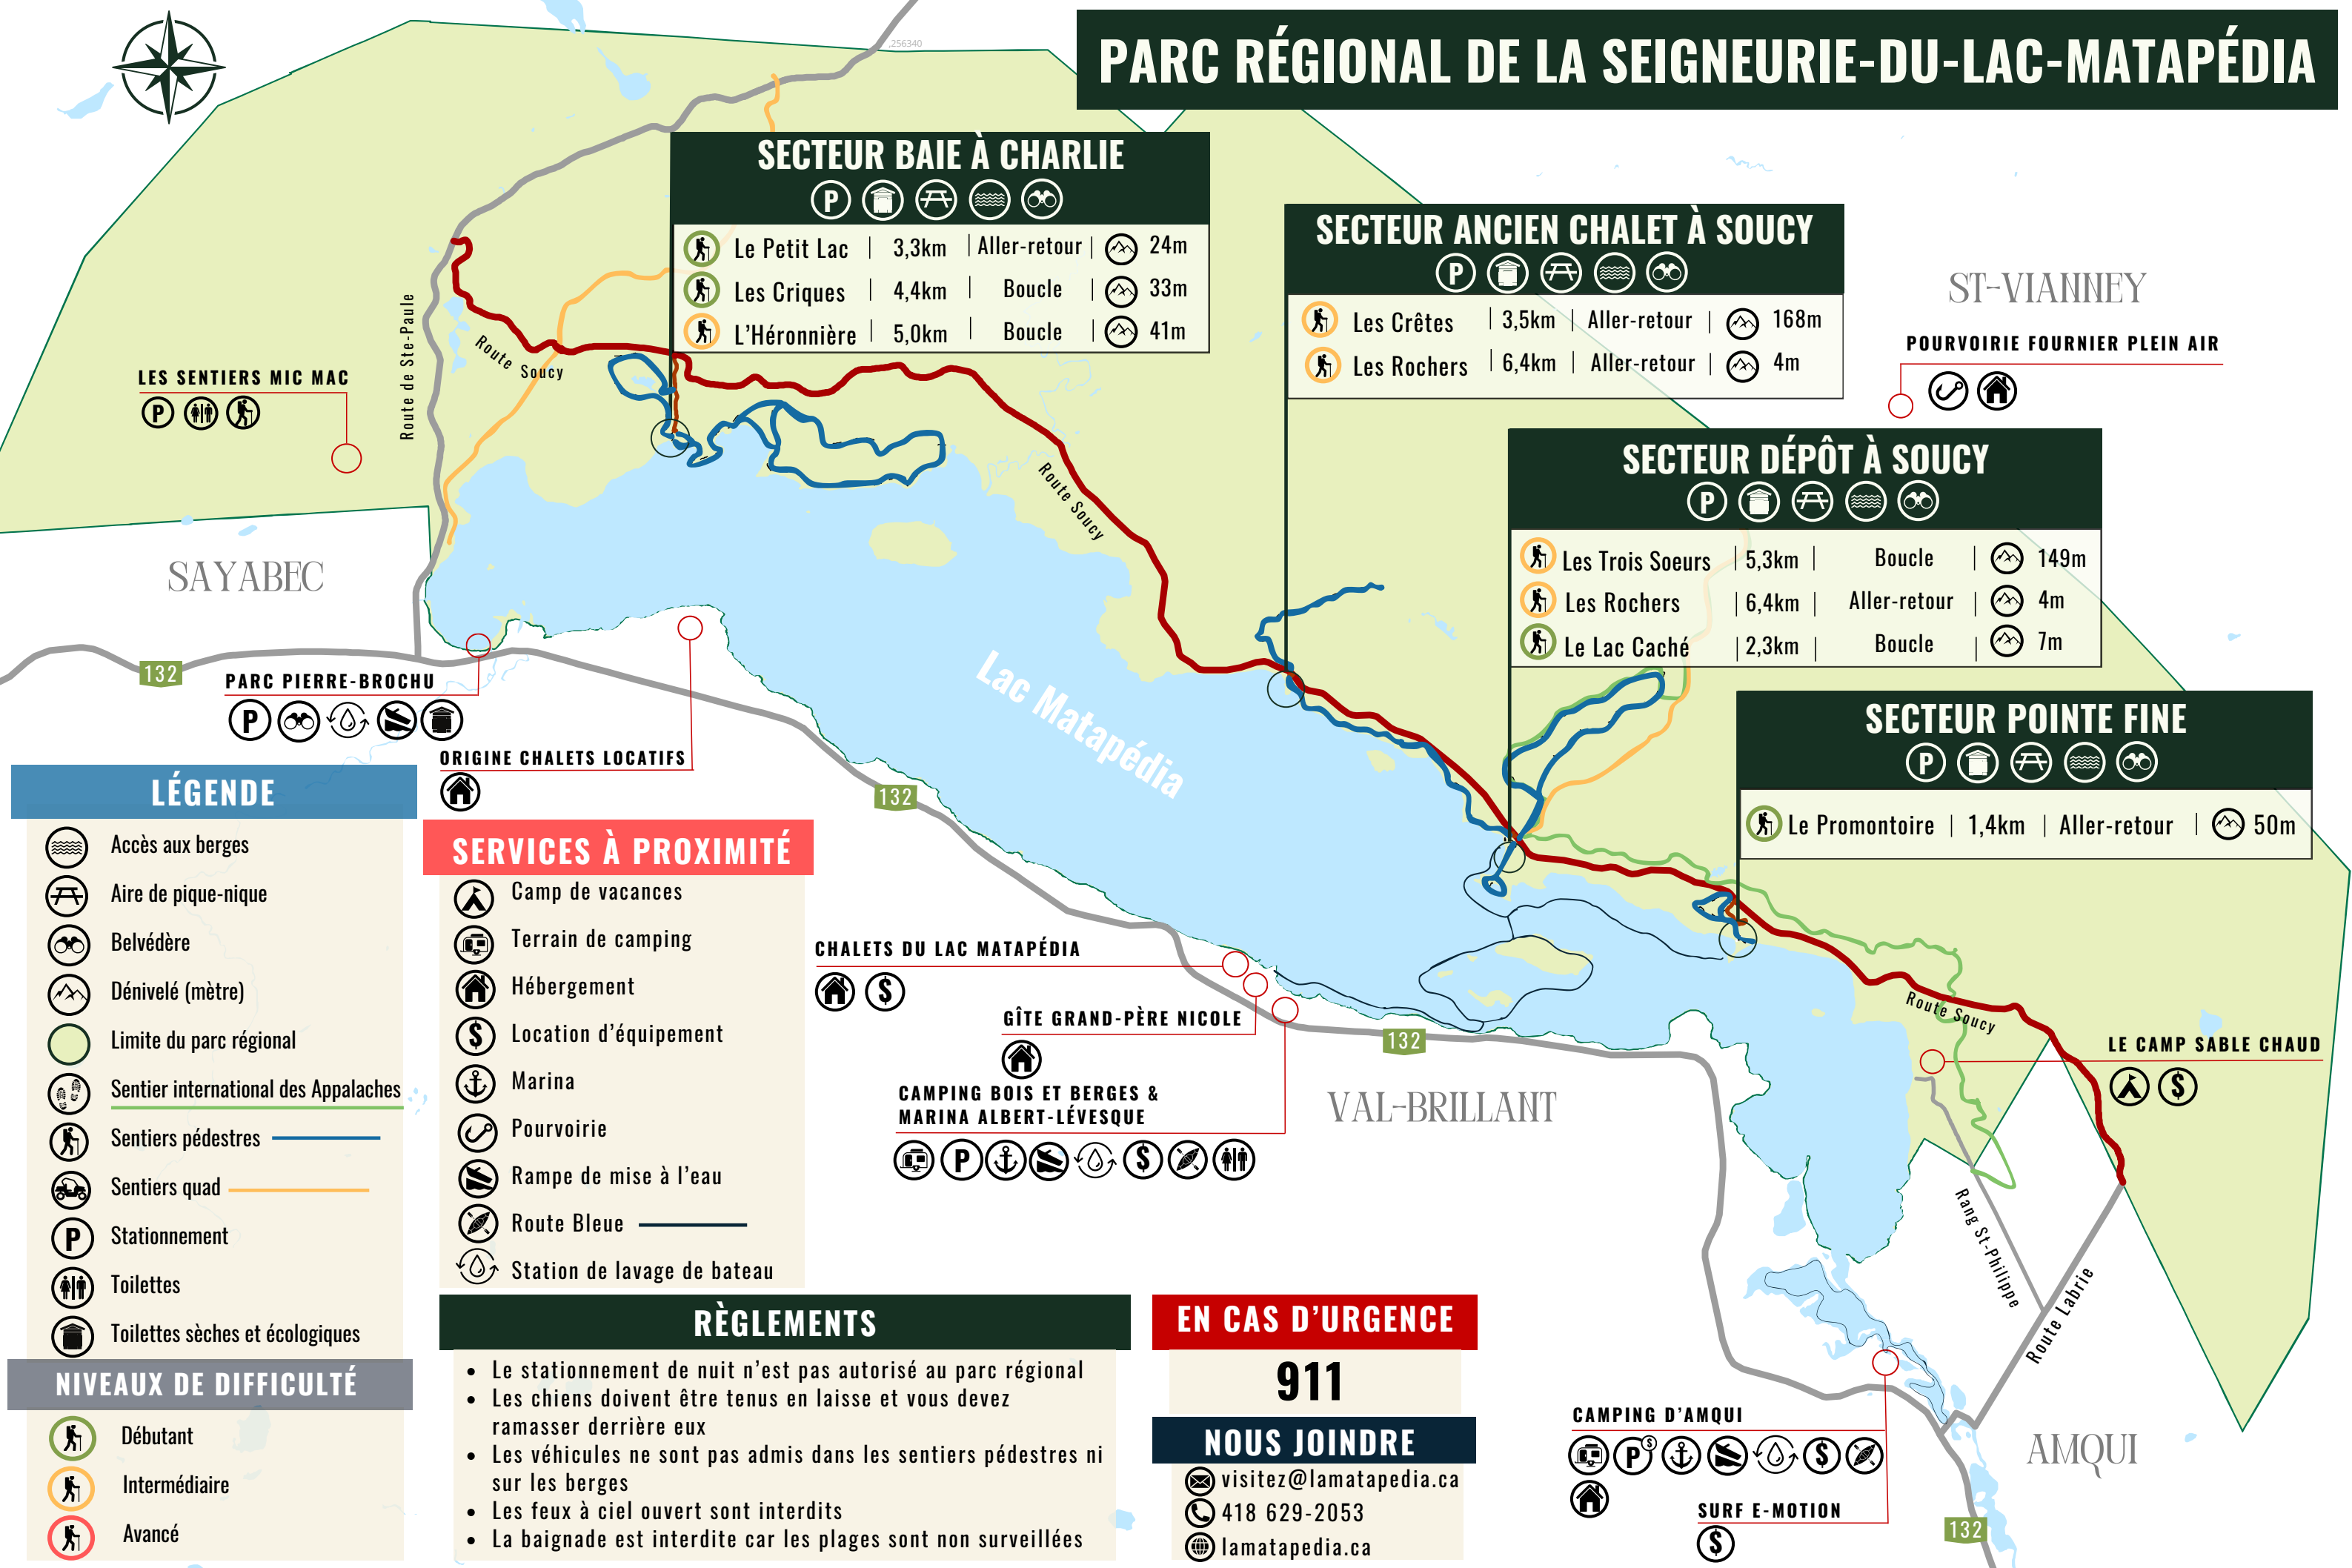 ,256340
PARC RÉGIONAL DE LA SEIGNEURIE-DU-LAC-MATAPÉDIA
SECTEUR BAIE À CHARLIE
P
Le Petit Lac | 3,3km | Aller-retour | 24m
Les Criques | 4,4km | Boucle | 33m
L'Héronnière | 5,0km | Boucle | 41m
SECTEUR ANCIEN CHALET À SOUCY
P
Les Crêtes | 3,5km | Aller-retour | 168m
Les Rochers | 6,4km | Aller-retour | 4m
ST-VIANNEY
POURVOIRIE FOURNIER PLEIN AIR
SECTEUR DÉPÔT À SOUCY
P
Les Trois Soeurs | 5,3km | Boucle | 149m
Les Rochers | 6,4km | Aller-retour | 4m
Le Lac Caché | 2,3km | Boucle | 7m
SECTEUR POINTE FINE
P
Le Promontoire | 1,4km | Aller-retour | 50m
LES SENTIERS MIC MAC
P
Route de Ste-Paule
Route Soucy
Route Soucy
SAYABEC
132
PARC PIERRE-BROCHU
P
ORIGINE CHALETS LOCATIFS
Lac Matapédia
132
CHALETS DU LAC MATAPÉDIA
$
GÎTE GRAND-PÈRE NICOLE
CAMPING BOIS ET BERGES &
MARINA ALBERT-LÉVESQUE
P $
132
VAL-BRILLANT
Route Soucy
LE CAMP SABLE CHAUD
$
Rang St-Philippe
Route Labrie
CAMPING D'AMQUI
P $ $
SURF E-MOTION
$
AMQUI
132
LÉGENDE
Accès aux berges
Aire de pique-nique
Belvédère
Dénivelé (mètre)
Limite du parc régional
Sentier international des Appalaches
Sentiers pédestres
Sentiers quad
P Stationnement
Toilettes
Toilettes sèches et écologiques
NIVEAUX DE DIFFICULTÉ
Débutant
Intermédiaire
Avancé
SERVICES À PROXIMITÉ
Camp de vacances
Terrain de camping
Hébergement
$ Location d'équipement
Marina
Pourvoirie
Rampe de mise à l'eau
Route Bleue
Station de lavage de bateau
RÈGLEMENTS
• Le stationnement de nuit n'est pas autorisé au parc régional
• Les chiens doivent être tenus en laisse et vous devez
ramasser derrière eux
• Les véhicules ne sont pas admis dans les sentiers pédestres ni
sur les berges
• Les feux à ciel ouvert sont interdits
• La baignade est interdite car les plages sont non surveillées
EN CAS D'URGENCE
911
NOUS JOINDRE
visitez@lamatapedia.ca
418 629-2053
lamatapedia.ca